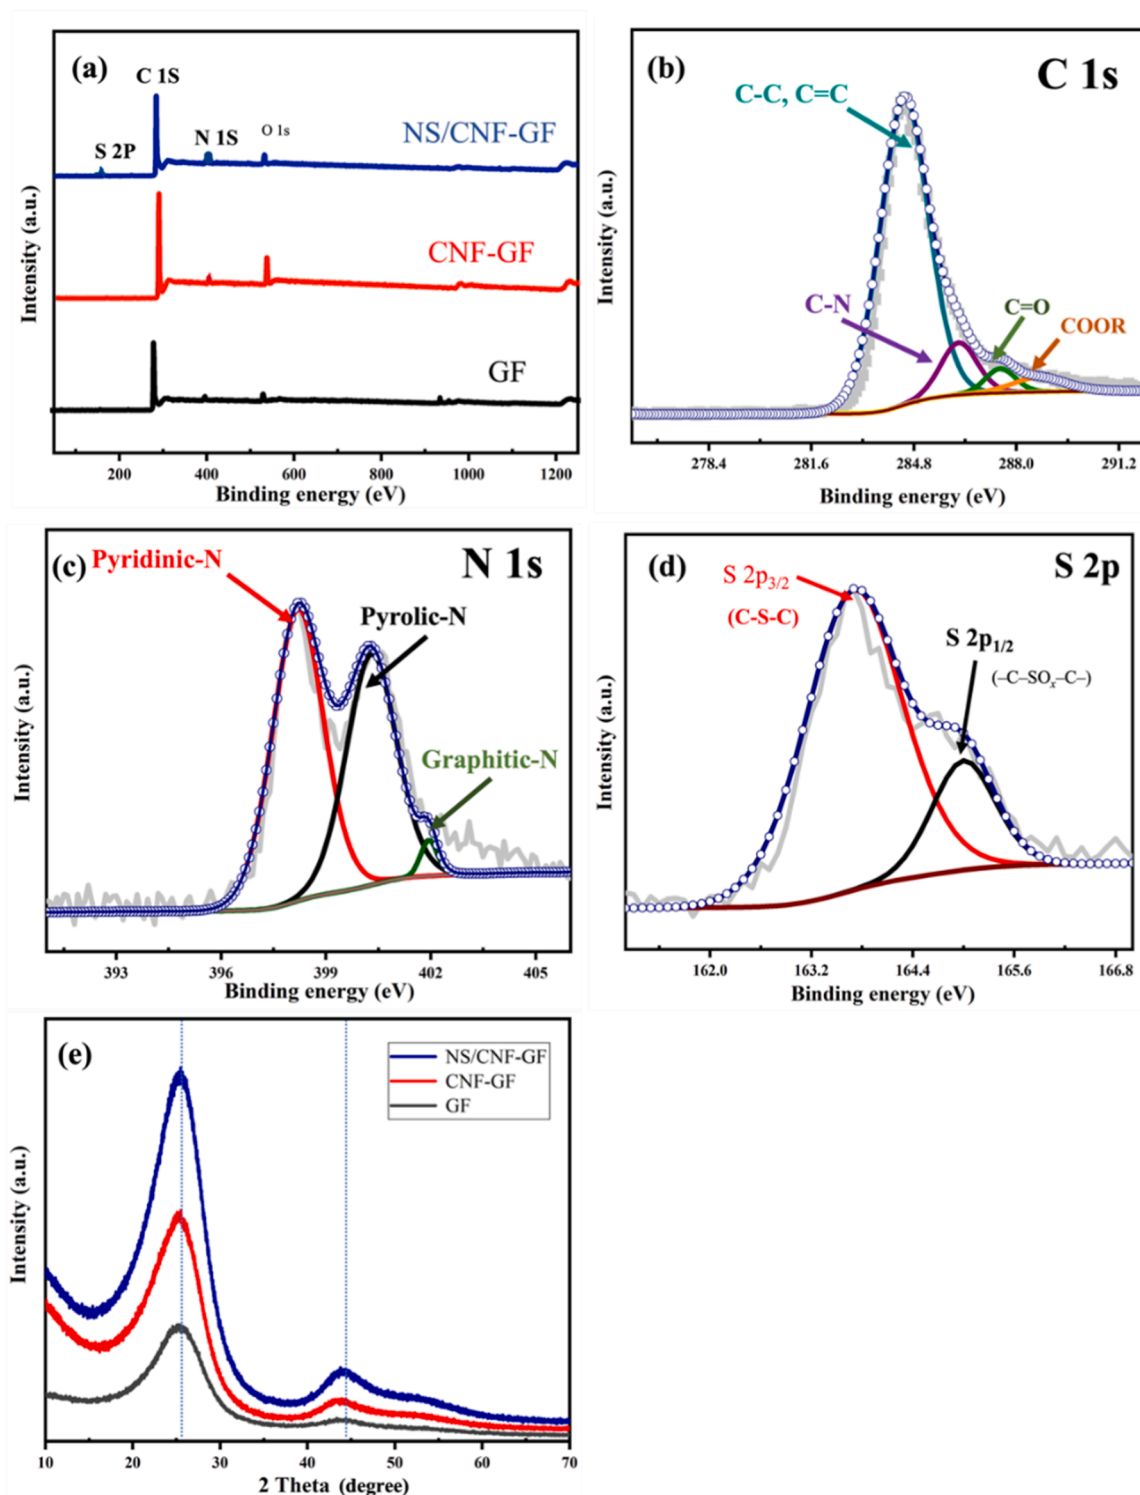 (a)
C 1S
S 2P
N 1S
O 1s
NS/CNF-GF
CNF-GF
GF
Intensity (a.u.)
200 400 600 800 1000 1200
Binding energy (eV)
(b)
C 1s
C-C, C=C
C-N
C=O
COOR
Intensity (a.u.)
278.4 281.6 284.8 288.0 291.2
Binding energy (eV)
(c)
Pyridinic-N
N 1s
Pyrolic-N
Graphitic-N
Intensity (a.u.)
393 396 399 402 405
Binding energy (eV)
(d)
S 2p
S 2p3/2
(C-S-C)
S 2p1/2
(–C–SOx–C–)
Intensity (a.u.)
162.0 163.2 164.4 165.6 166.8
Binding energy (eV)
(e)
NS/CNF-GF
CNF-GF
GF
Intensity (a.u.)
10 20 30 40 50 60 70
2 Theta (degree)